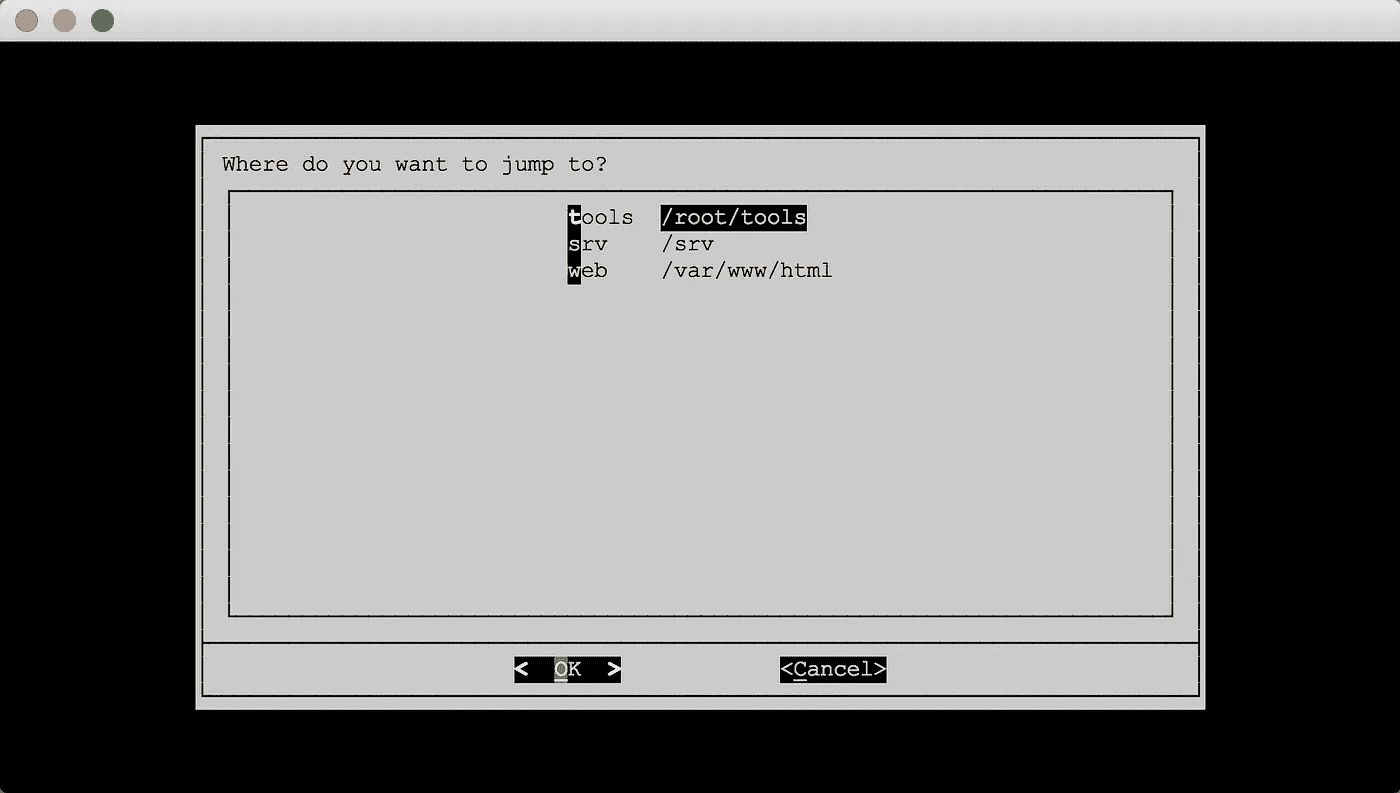 Where do you want to jump to?
tools /root/tools
srv /srv
web /var/www/html
< OK > <Cancel>